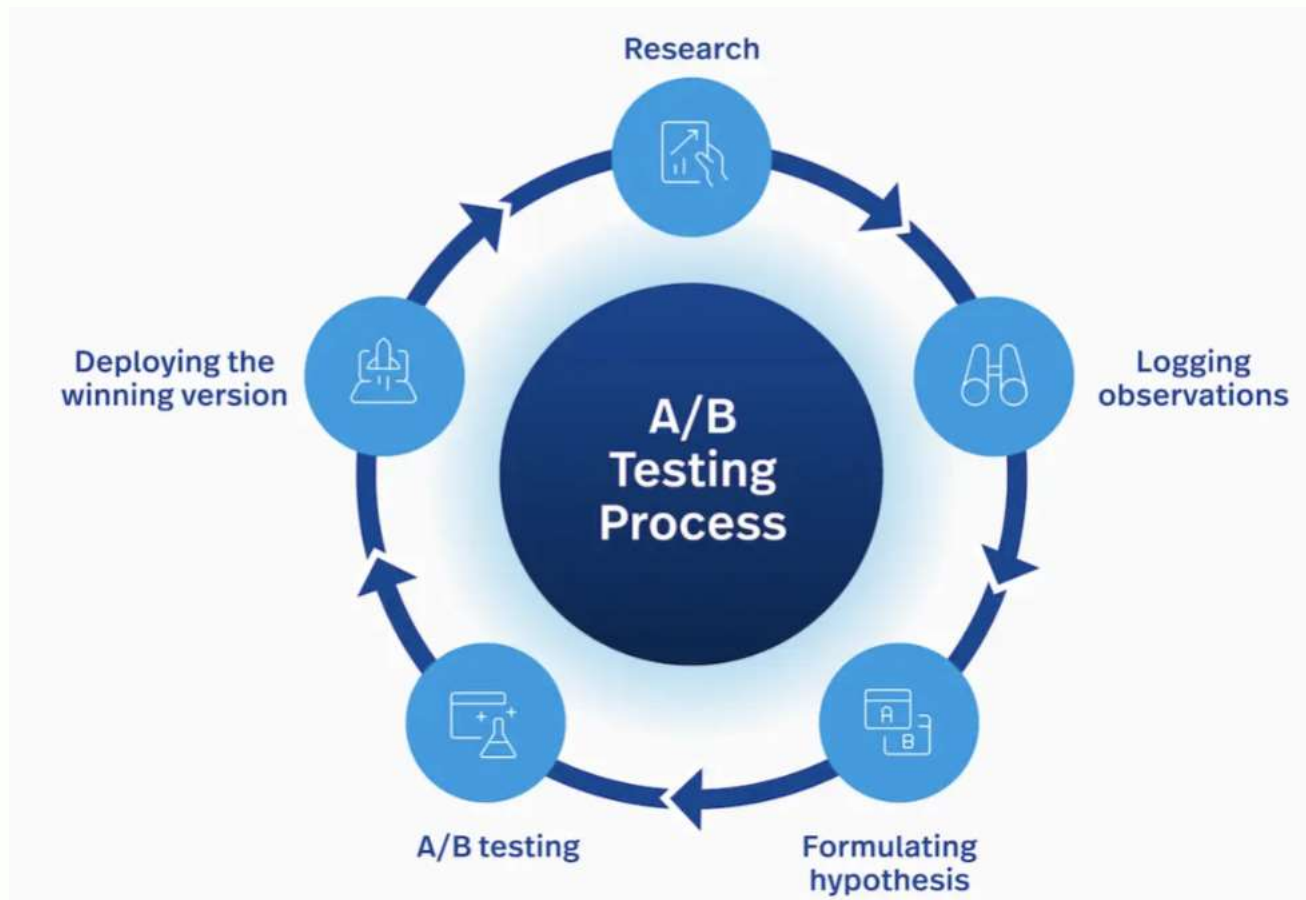 Research
Logging
observations
Formulating
hypothesis
A
B
A/B testing
Deploying the
winning version
A/B
Testing
Process